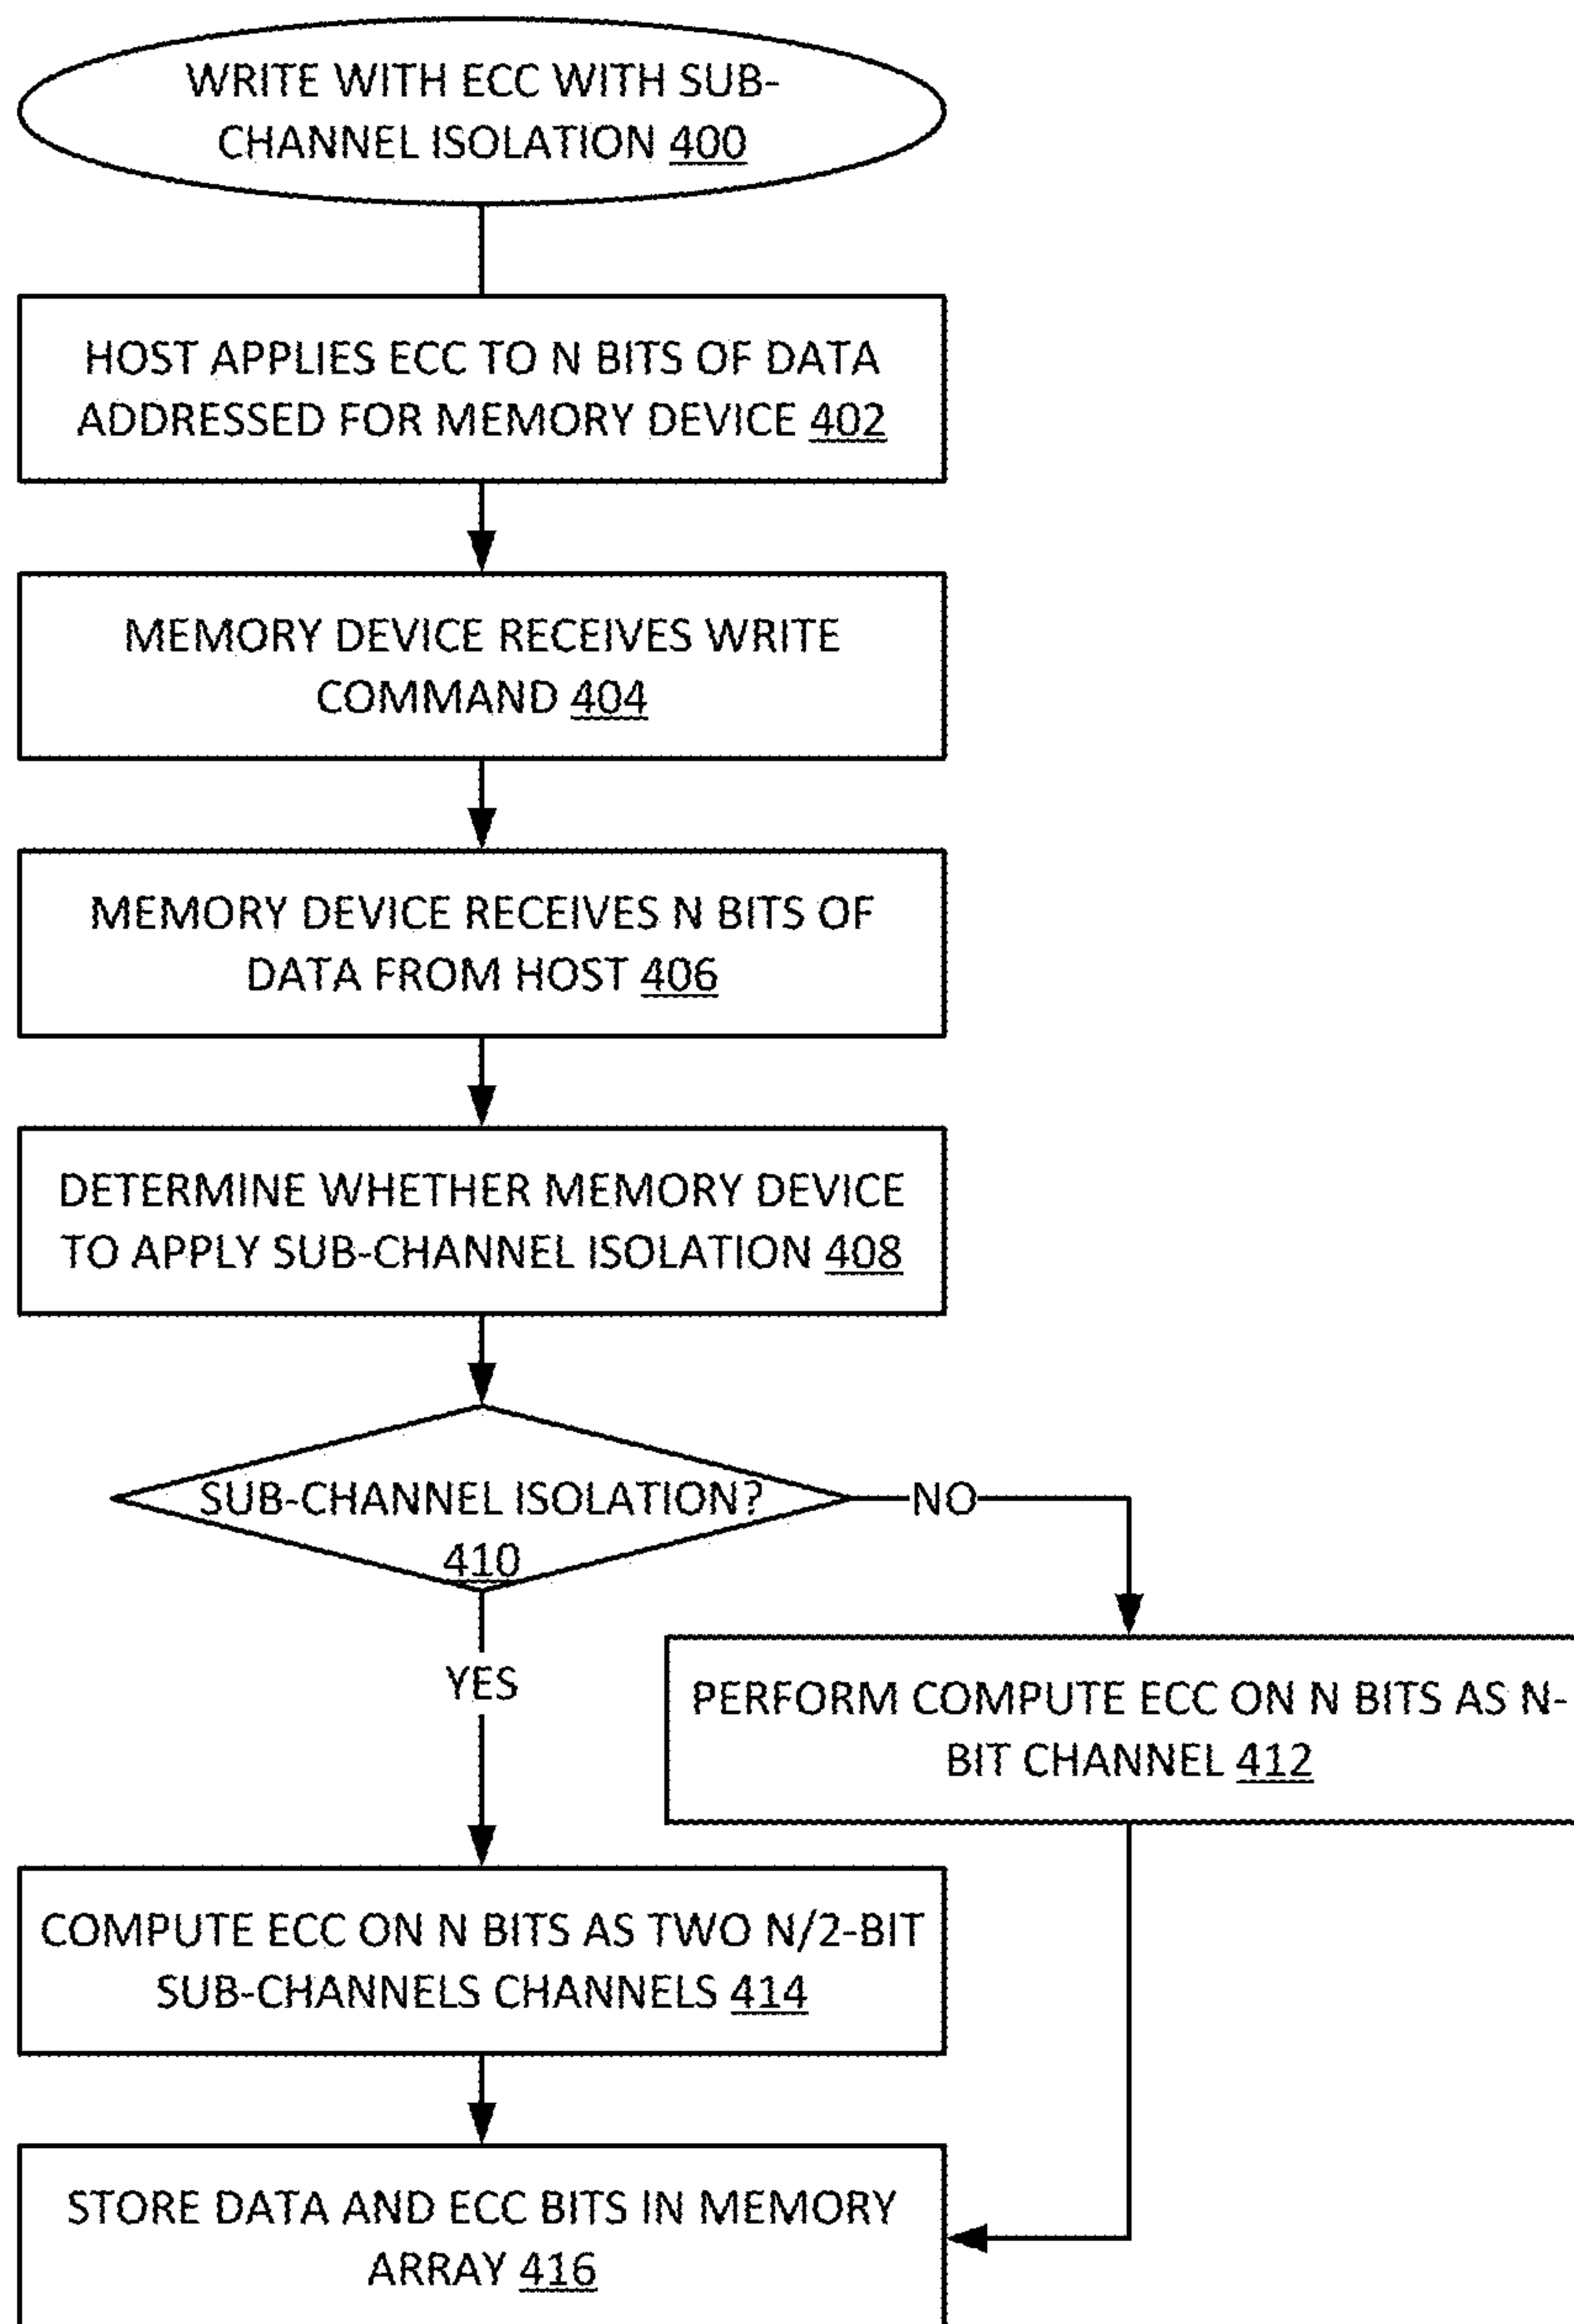 WRITE WITH ECC WITH SUB-
CHANNEL ISOLATION 400
HOST APPLIES ECC TO N BITS OF DATA
ADDRESSED FOR MEMORY DEVICE 402
MEMORY DEVICE RECEIVES WRITE
COMMAND 404
MEMORY DEVICE RECEIVES N BITS OF
DATA FROM HOST 406
DETERMINE WHETHER MEMORY DEVICE
TO APPLY SUB-CHANNEL ISOLATION 408
SUB-CHANNEL ISOLATION?
410
NO
YES
PERFORM COMPUTE ECC ON N BITS AS N-
BIT CHANNEL 412
COMPUTE ECC ON N BITS AS TWO N/2-BIT
SUB-CHANNELS CHANNELS 414
STORE DATA AND ECC BITS IN MEMORY
ARRAY 416